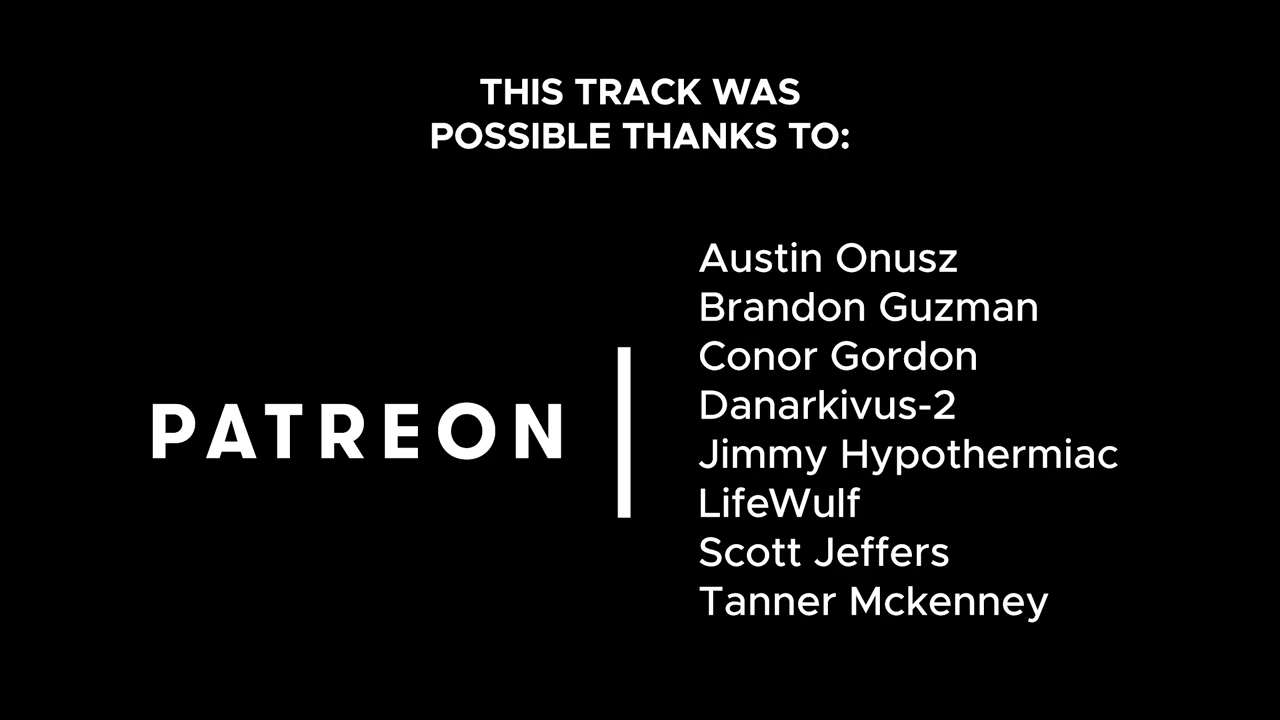 THIS TRACK WAS
POSSIBLE THANKS TO:
PATREON
Austin Onusz
Brandon Guzman
Conor Gordon
Danarkivus-2
Jimmy Hypothermiac
LifeWulf
Scott Jeffers
Tanner Mckenney